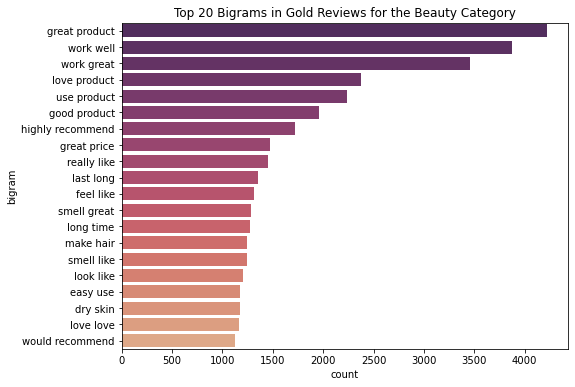 Top 20 Bigrams in Gold Reviews for the Beauty Category
great product
work well
work great
love product
use product
good product
highly recommend
great price
really like
last long
feel like
smell great
long time
make hair
smell like
look like
easy use
dry skin
love love
would recommend
bigram
0 500 1000 1500 2000 2500 3000 3500 4000
count